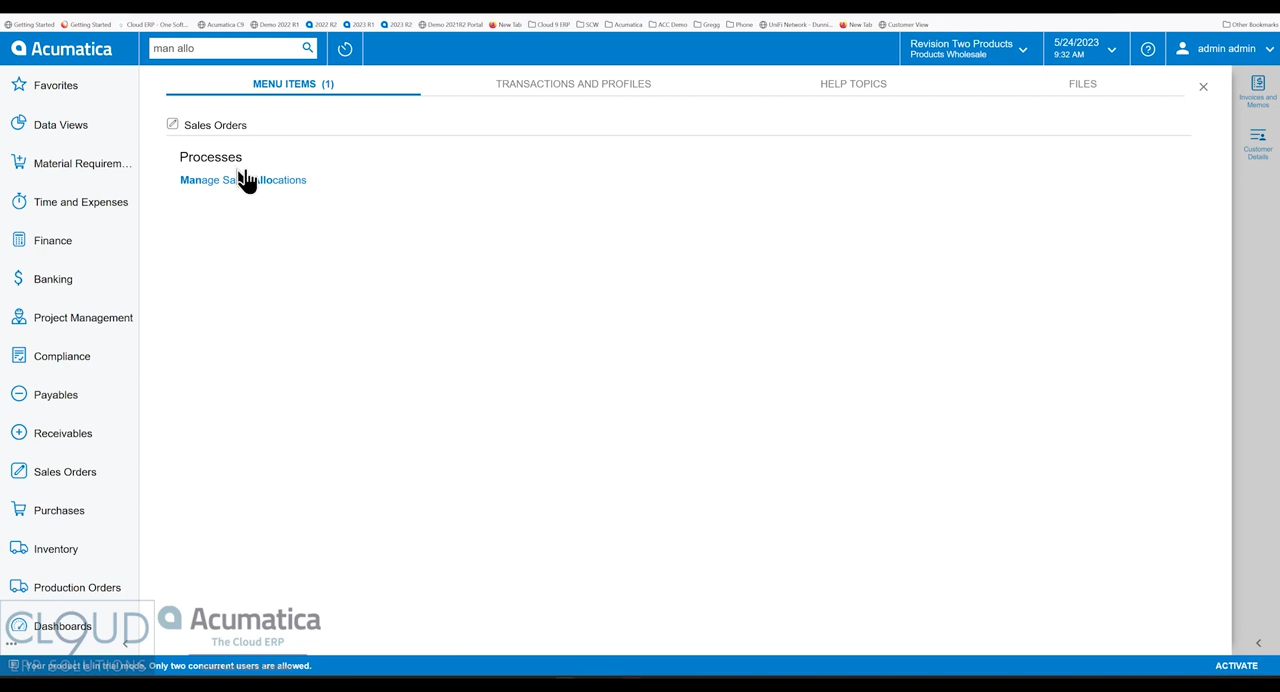 Getting Started Getting Started Cloud ERP - One Soft... Acumatica C9 Demo 2022 R1 2022 R2 2023 R1 2023 R2 Demo 2021R2 Portal New Tab Cloud 9 ERP SCW Acumatica ACC Demo Gregg Phone UniFi Network - Dunni... New Tab Customer View Other Bookmarks
Acumatica
man allo
Revision Two Products
Products Wholesale
5/24/2023
9:32 AM
admin admin
Favorites
Data Views
Material Requirem...
Time and Expenses
Finance
Banking
Project Management
Compliance
Payables
Receivables
Sales Orders
Purchases
Inventory
Production Orders
Dashboards
MENU ITEMS (1)
TRANSACTIONS AND PROFILES
HELP TOPICS
FILES
Sales Orders
Processes
Manage Sa Allocations
Invoices and
Memos
Customer
Details
CLOUD 9
ERP SOLUTIONS
Acumatica
The Cloud ERP
Your product is in trial mode. Only two concurrent users are allowed.
ACTIVATE